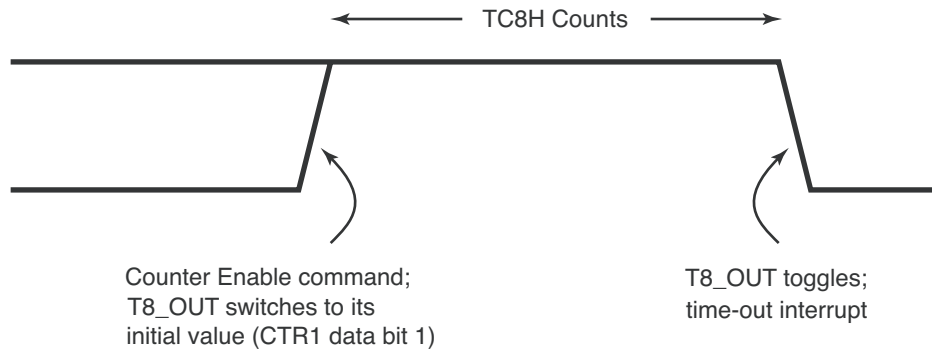 TC8H Counts
Counter Enable command;
T8_OUT switches to its
initial value (CTR1 data bit 1)
T8_OUT toggles;
time-out interrupt